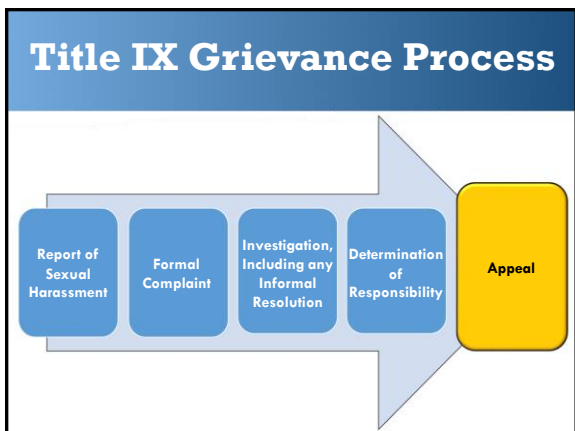 Title IX Grievance Process
Report of
Sexual
Harassment
Formal
Complaint
Investigation,
Including any
Informal
Resolution
Determination
of
Responsibility
Appeal